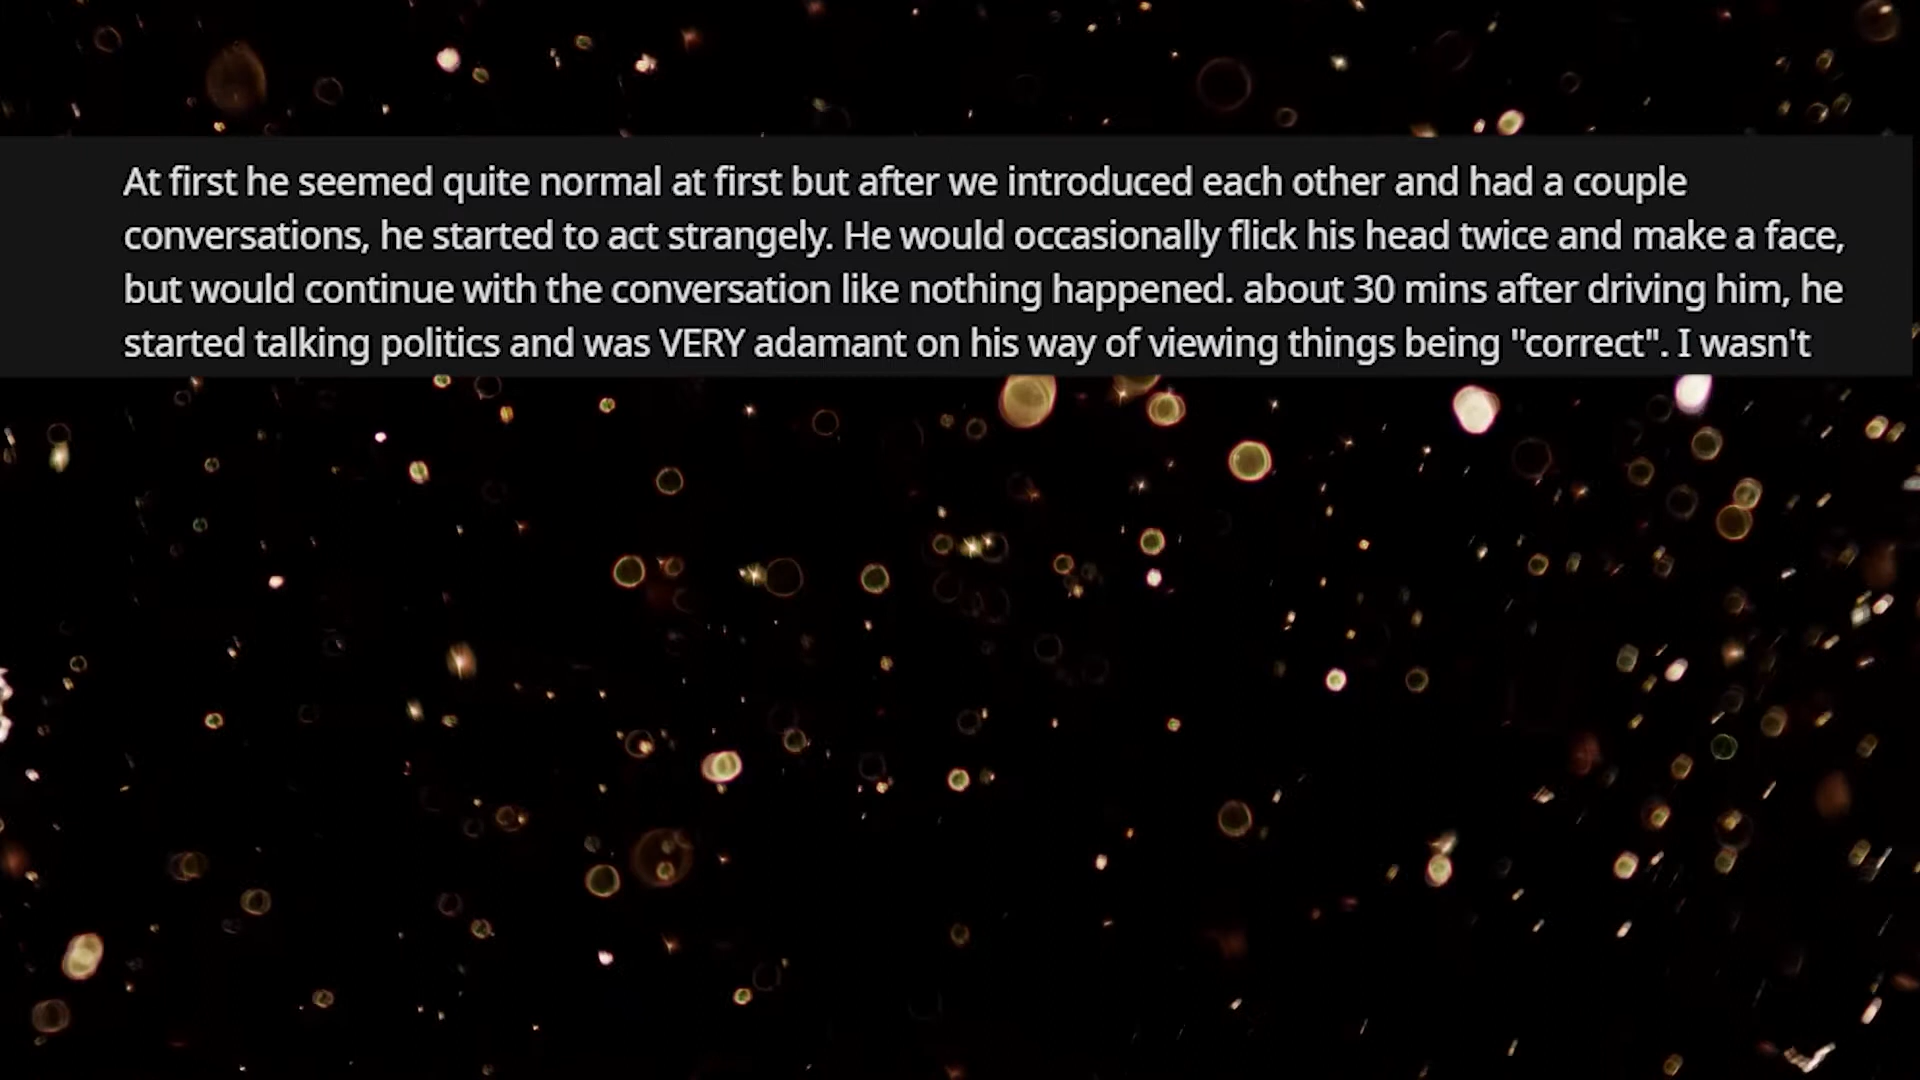 At first he seemed quite normal at first but after we introduced each other and had a couple
conversations, he started to act strangely. He would occasionally flick his head twice and make a face,
but would continue with the conversation like nothing happened. about 30 mins after driving him, he
started talking politics and was VERY adamant on his way of viewing things being "correct". I wasn't